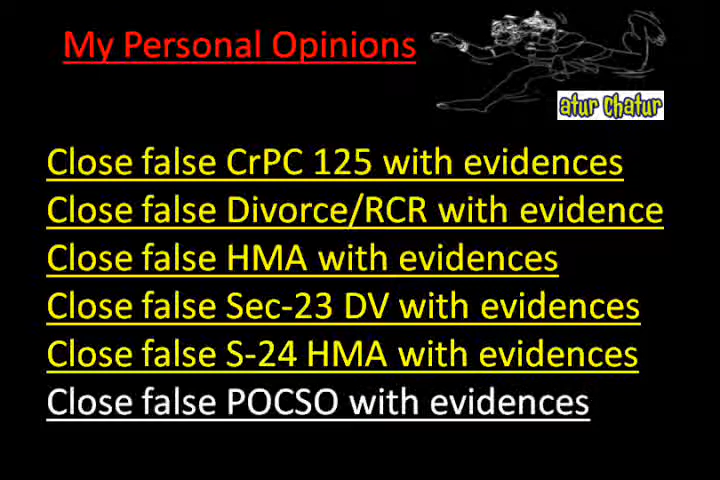 My Personal Opinions
atur chatur
Close false CrPC 125 with evidences
Close false Divorce/RCR with evidence
Close false HMA with evidences
Close false Sec-23 DV with evidences
Close false S-24 HMA with evidences
Close false POCSO with evidences